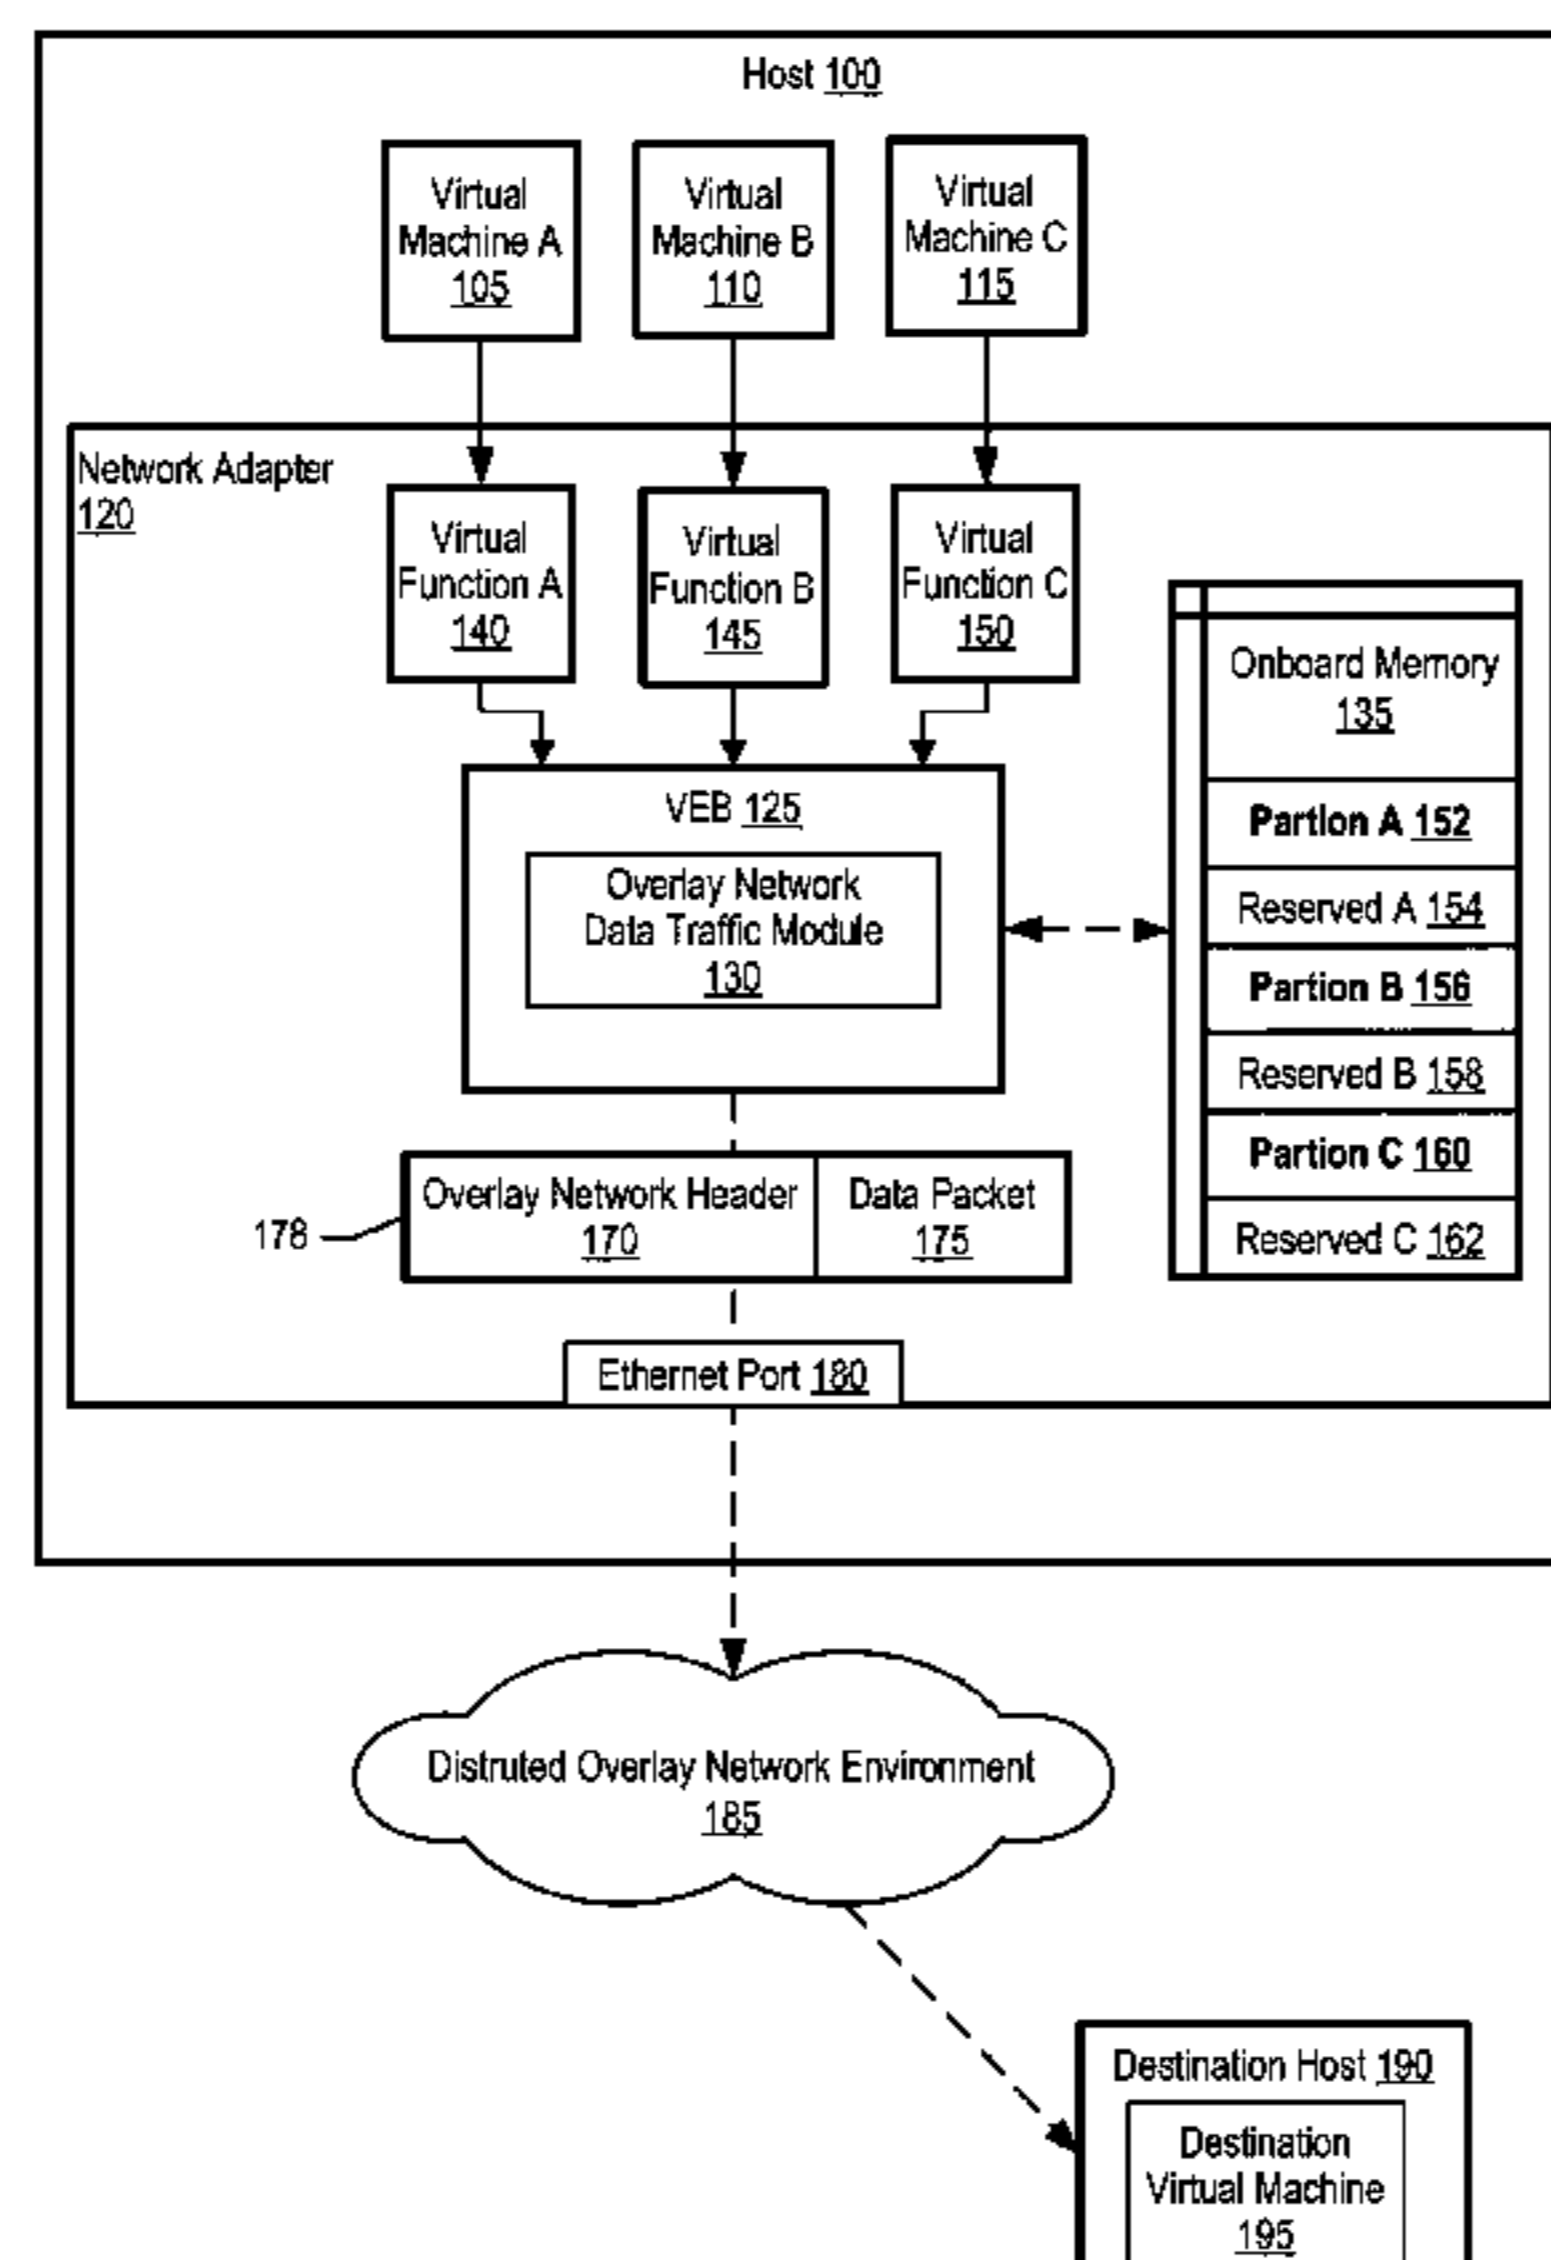 Host 100
Virtual
Machine A
105
Virtual
Machine B
110
Virtual
Machine C
115
Network Adapter
120
Virtual
Function A
140
Virtual
Function B
145
Virtual
Function C
150
Onboard Memory
135
Partion A 152
Reserved A 154
Partion B 156
Reserved B 158
Partion C 160
Reserved C 162
VEB 125
Overlay Network
Data Traffic Module
130
178
Overlay Network Header
170
Data Packet
175
Ethernet Port 180
Distruted Overlay Network Environment
185
Destination Host 190
Destination
Virtual Machine
195